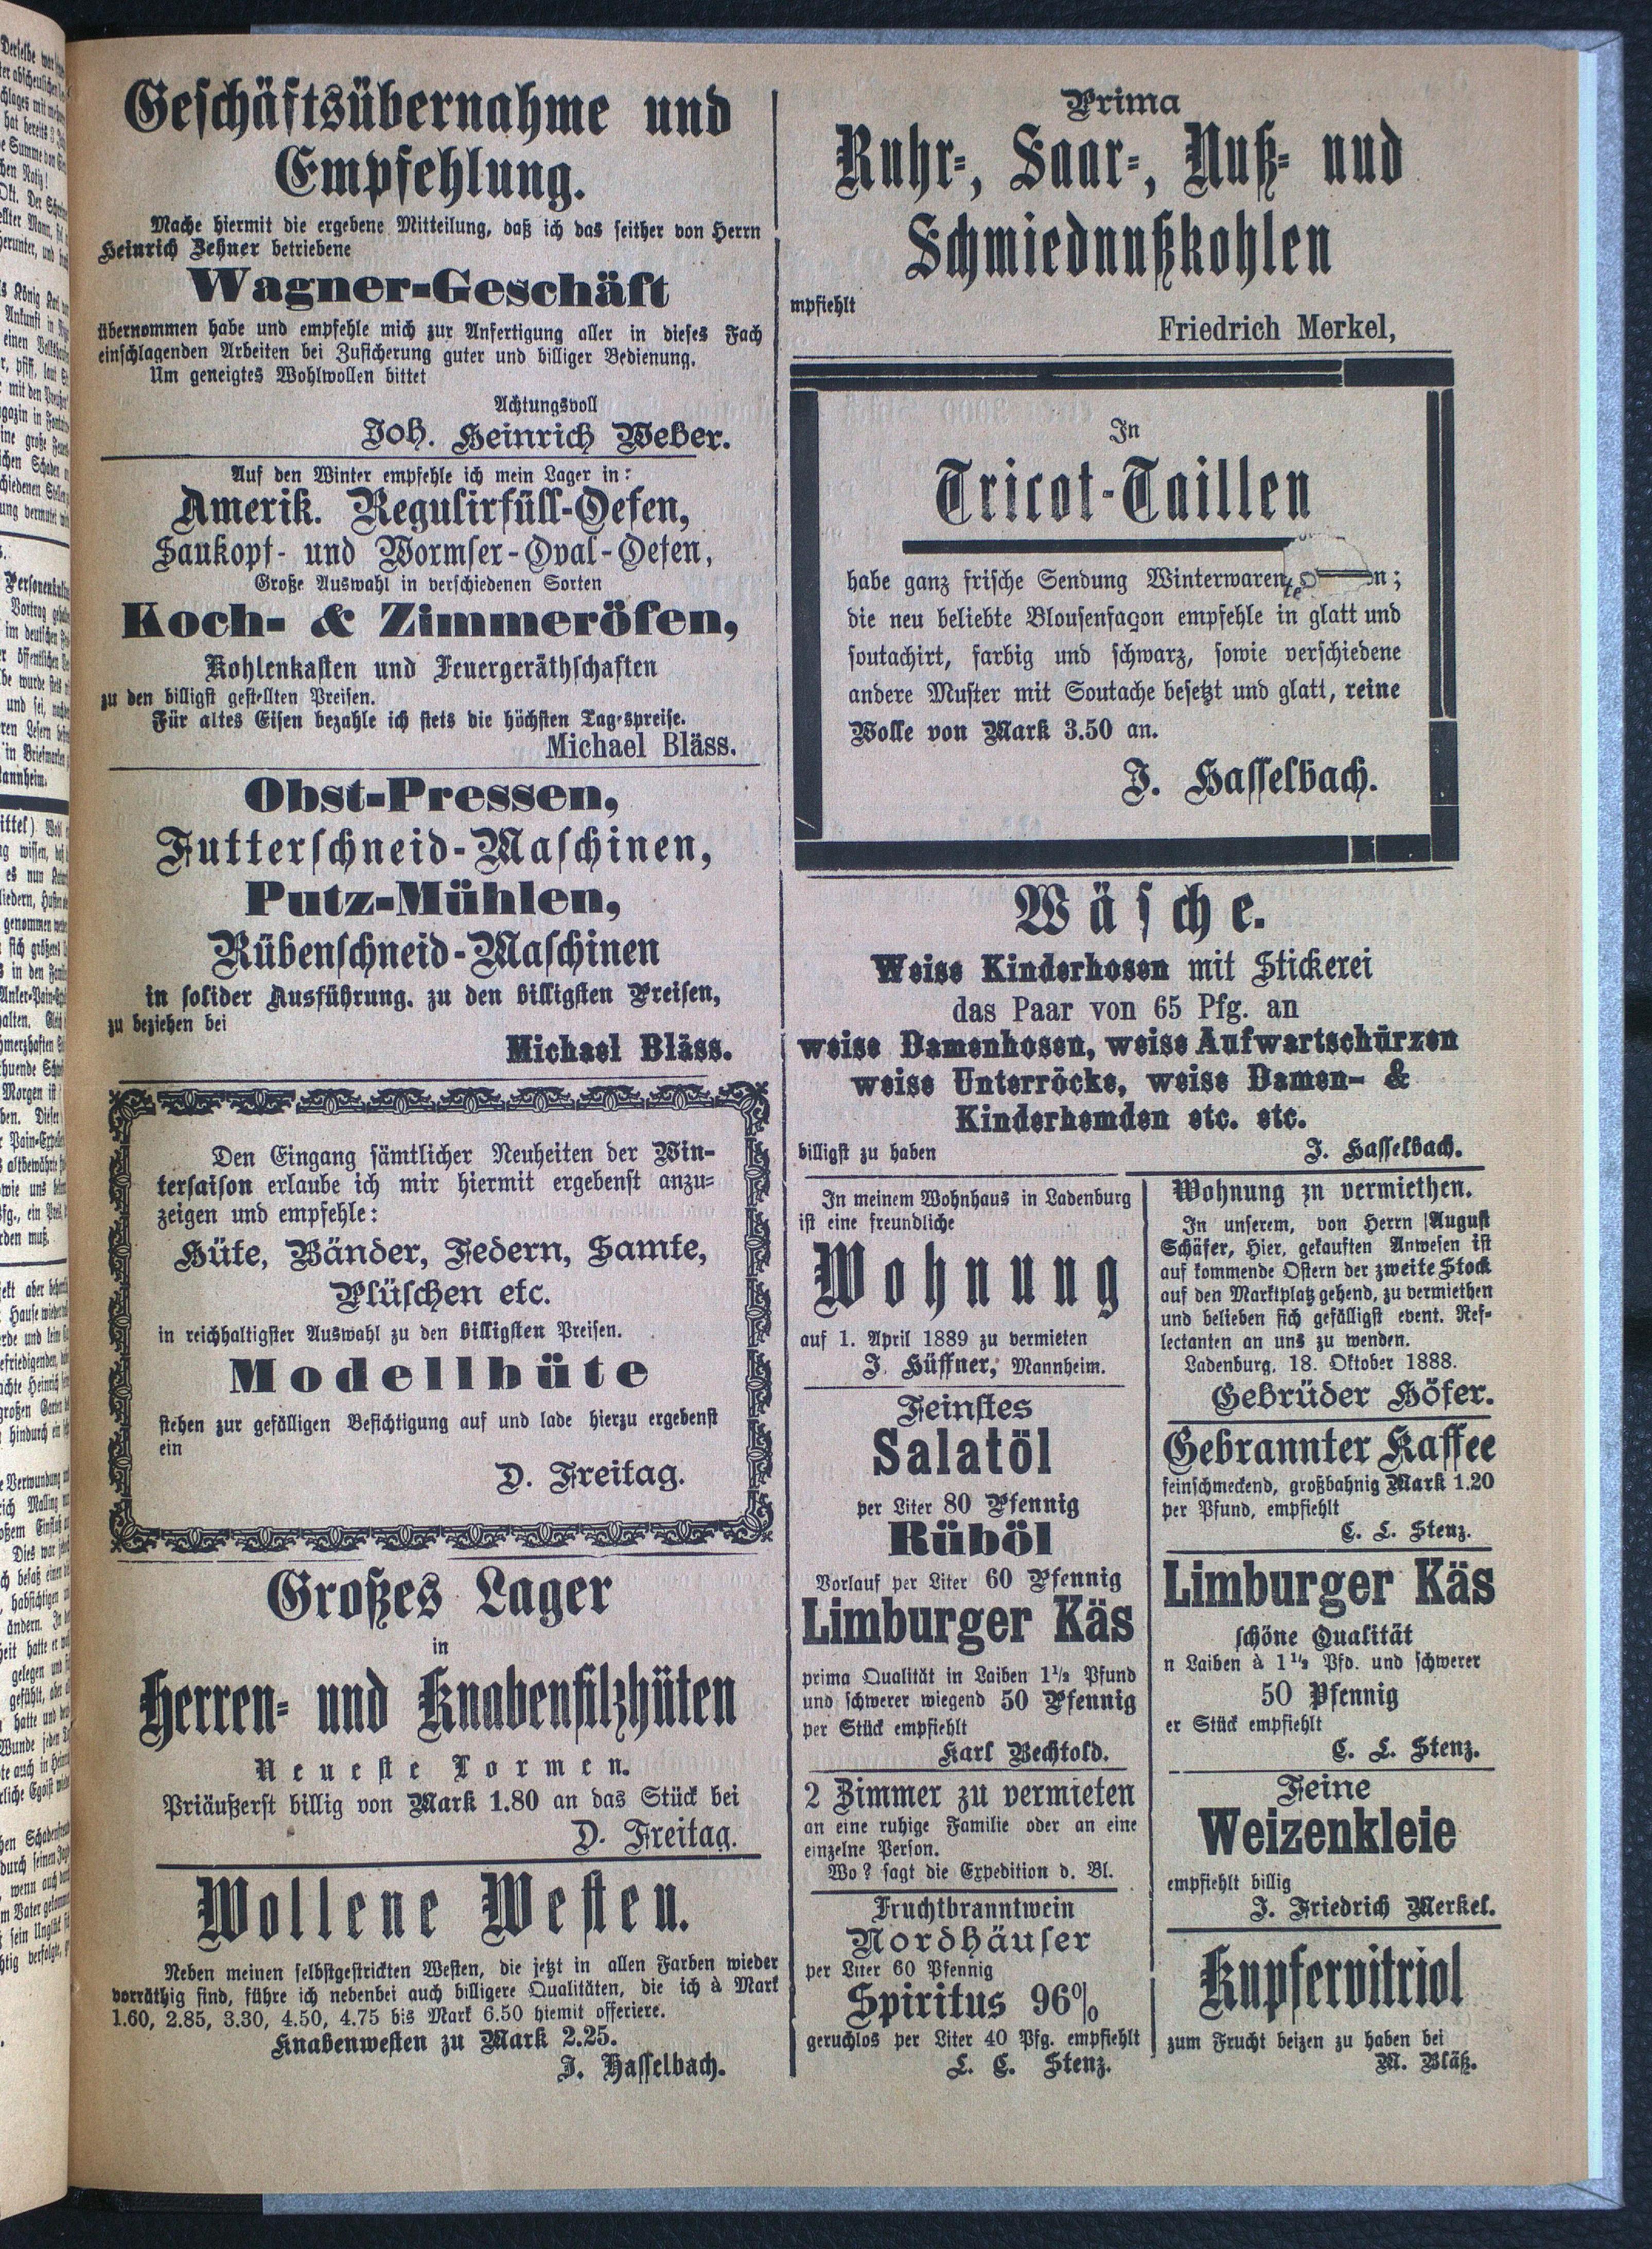 Geschäftsübernahme und
Empfehlung.
Mache hiermit die ergebene Mitteilung, daß ich das seither von Herrn
Heinrich Zehner betriebene
Wagner-Geschäft
übernommen habe und empfehle mich zur Anfertigung aller in dieses Fach
einschlagenden Arbeiten bei Zusicherung guter und billiger Bedienung.
Um geneigtes Wohlwollen bittet
Achtungsvoll
Joh. Heinrich Weber.
Auf den Winter empfehle ich mein Lager in:
Amerik. Regulirfüll-Oefen,
Saukopf- und Wormser-Oval-Oefen,
Große Auswahl in verschiedenen Sorten
Koch- & Zimmeröfen,
Kohlenkasten und Feuergeräthschaften
zu den billigst gestellten Preisen.
Für altes Eisen bezahle ich stets die höchsten Tagespreise.
Michael Bläss.
Obst-Pressen,
Futterschneid-Maschinen,
Putz-Mühlen,
Rübenschneid-Maschinen
in solider Ausführung. zu den billigsten Preisen,
zu beziehen bei
Michael Bläss.
Den Eingang sämtlicher Neuheiten der Win-
tersaison erlaube ich mir hiermit ergebenst anzu-
zeigen und empfehle:
Hüte, Bänder, Federn, Samte,
Plüschen etc.
in reichhaltigster Auswahl zu den billigsten Preisen.
Modellhüte
stehen zur gefälligen Besichtigung auf und lade hierzu ergebenst
ein
D. Freitag.
Großes Lager
in
Herren- und Knabenfilzhüten
Neueste Formen.
Priäußerst billig von Mark 1.80 an das Stück bei
D. Freitag.
Wollene Westen.
Neben meinen selbstgestrickten Westen, die jetzt in allen Farben wieder
vorräthig sind, führe ich nebenbei auch billigere Qualitäten, die ich à Mark
1.60, 2.85, 3.30, 4.50, 4.75 bis Mark 6.50 hiemit offeriere.
Knabenwesten zu Mark 2.25.
J. Hasselbach.
Prima
Ruhr-, Saar-, Nuß- und
Schmiednußkohlen
mpfiehlt
Friedrich Merkel,
In
Tricot-Taillen
habe ganz frische Sendung Winterwaren
die neu beliebte Blousenfaçon empfehle in glatt und
soutachirt, farbig und schwarz, sowie verschiedene
andere Muster mit Soutache besetzt und glatt, reine
Wolle von Mark 3.50 an.
J. Hasselbach.
Wäsche.
Weise Kinderhosen mit Stickerei
das Paar von 65 Pfg. an
weise Damenhosen, weise Aufwartschürzen
weise Unterröcke, weise Damen- &
Kinderhemden etc. etc.
billigst zu haben
J. Hasselbach.
In meinem Wohnhaus in Ladenburg
ist eine freundliche
Wohnung
auf 1. April 1889 zu vermieten
J. Hüffner, Mannheim.
Feinstes
Salatöl
per Liter 80 Pfennig
Rüböl
Vorlauf per Liter 60 Pfennig
Limburger Käs
prima Qualität in Laiben 1½ Pfund
und schwerer wiegend 50 Pfennig
per Stück empfiehlt
Karl Bechtold.
2 Zimmer zu vermieten
an eine ruhige Familie oder an eine
einzelne Person.
Wo? sagt die Expedition d. Bl.
Fruchtbranntwein
Nordhäuser
per Liter 60 Pfennig
Spiritus 96%
geruchlos per Liter 40 Pfg. empfiehlt
L. C. Stenz.
Wohnung zn vermiethen.
In unserem, von Herrn August
Schäfer, Hier, gekauften Anwesen ist
auf kommende Ostern der zweite Stock
auf den Marktplatz gehend, zu vermiethen
und belieben sich gefälligst event. Ref-
lectanten an uns zu wenden.
Ladenburg, 18. Oktober 1888.
Gebrüder Höfer.
Gebrannter Kaffee
feinschmeckend, großbahnig Mark 1.20
per Pfund, empfiehlt
C. L. Stenz.
Limburger Käs
schöne Qualität
n Laiben à 1½ Pfd. und schwerer
50 Pfennig
er Stück empfiehlt
C. L. Stenz.
Feine
Weizenkleie
empfiehlt billig
J. Friedrich Merkel.
Kupfervitriol
zum Frucht beizen zu haben bei
M. Bläß.